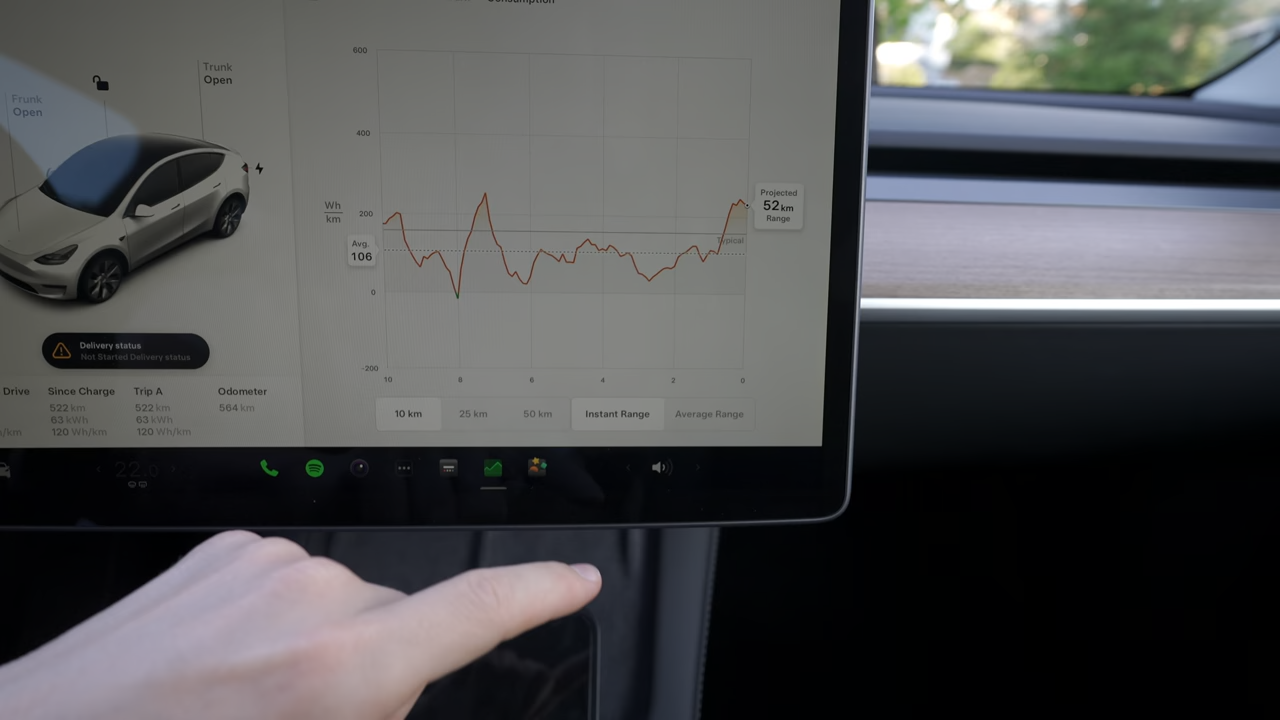 Consumption
Trunk
Open
Frunk
Open
600
400
200
0
-200
Wh
km
Avg.
106
Typical
Projected
52 km
Range
10
8
6
4
2
0
Delivery status
Not Started Delivery status
Drive
Since Charge
Trip A
Odometer
522 km
522 km
564 km
63 kWh
63 kWh
/km
120 Wh/km
120 Wh/km
10 km
25 km
50 km
Instant Range
Average Range